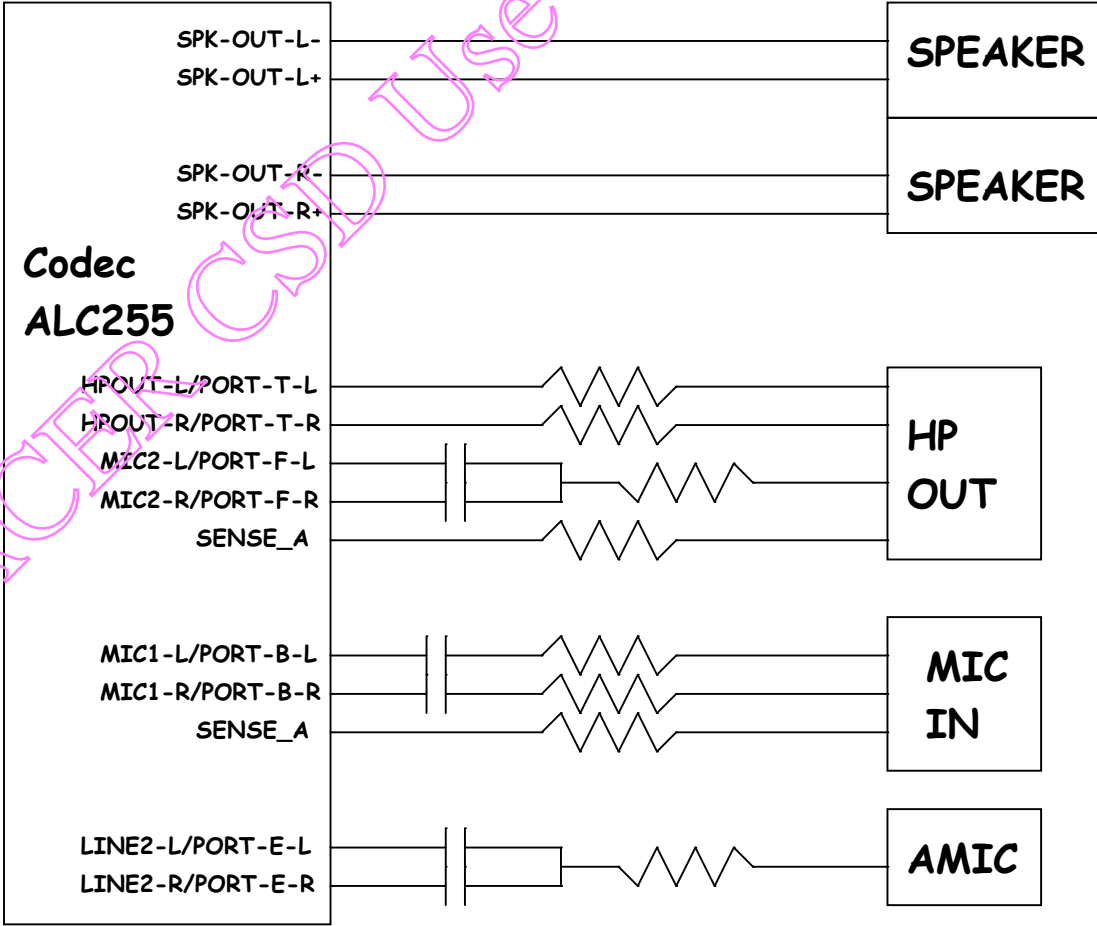 SPK-OUT-L-
SPK-OUT-L+
SPEAKER
SPK-OUT-R-
SPK-OUT-R+
SPEAKER
Codec
ALC255
HPOUT-L/PORT-T-L
HPOUT-R/PORT-T-R
MIC2-L/PORT-F-L
MIC2-R/PORT-F-R
SENSE_A
HP
OUT
MIC1-L/PORT-B-L
MIC1-R/PORT-B-R
SENSE_A
MIC
IN
LINE2-L/PORT-E-L
LINE2-R/PORT-E-R
AMIC
ACER CSD Use